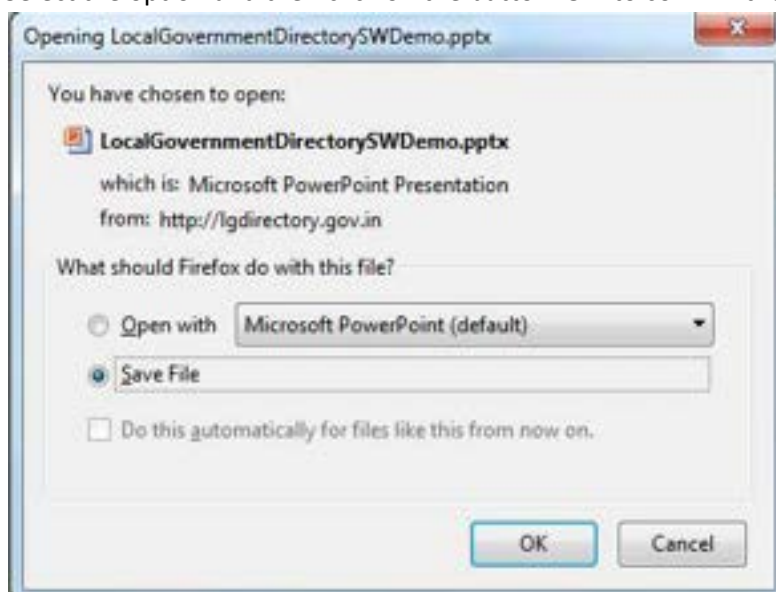 Opening LocalGovernmentDirectorySWDemo.pptx
You have chosen to open:
LocalGovernmentDirectorySWDemo.pptx
which is: Microsoft PowerPoint Presentation
from: http://lgdirectory.gov.in
What should Firefox do with this file?
Open with Microsoft PowerPoint (default)
Save File
Do this automatically for files like this from now on.
OK Cancel